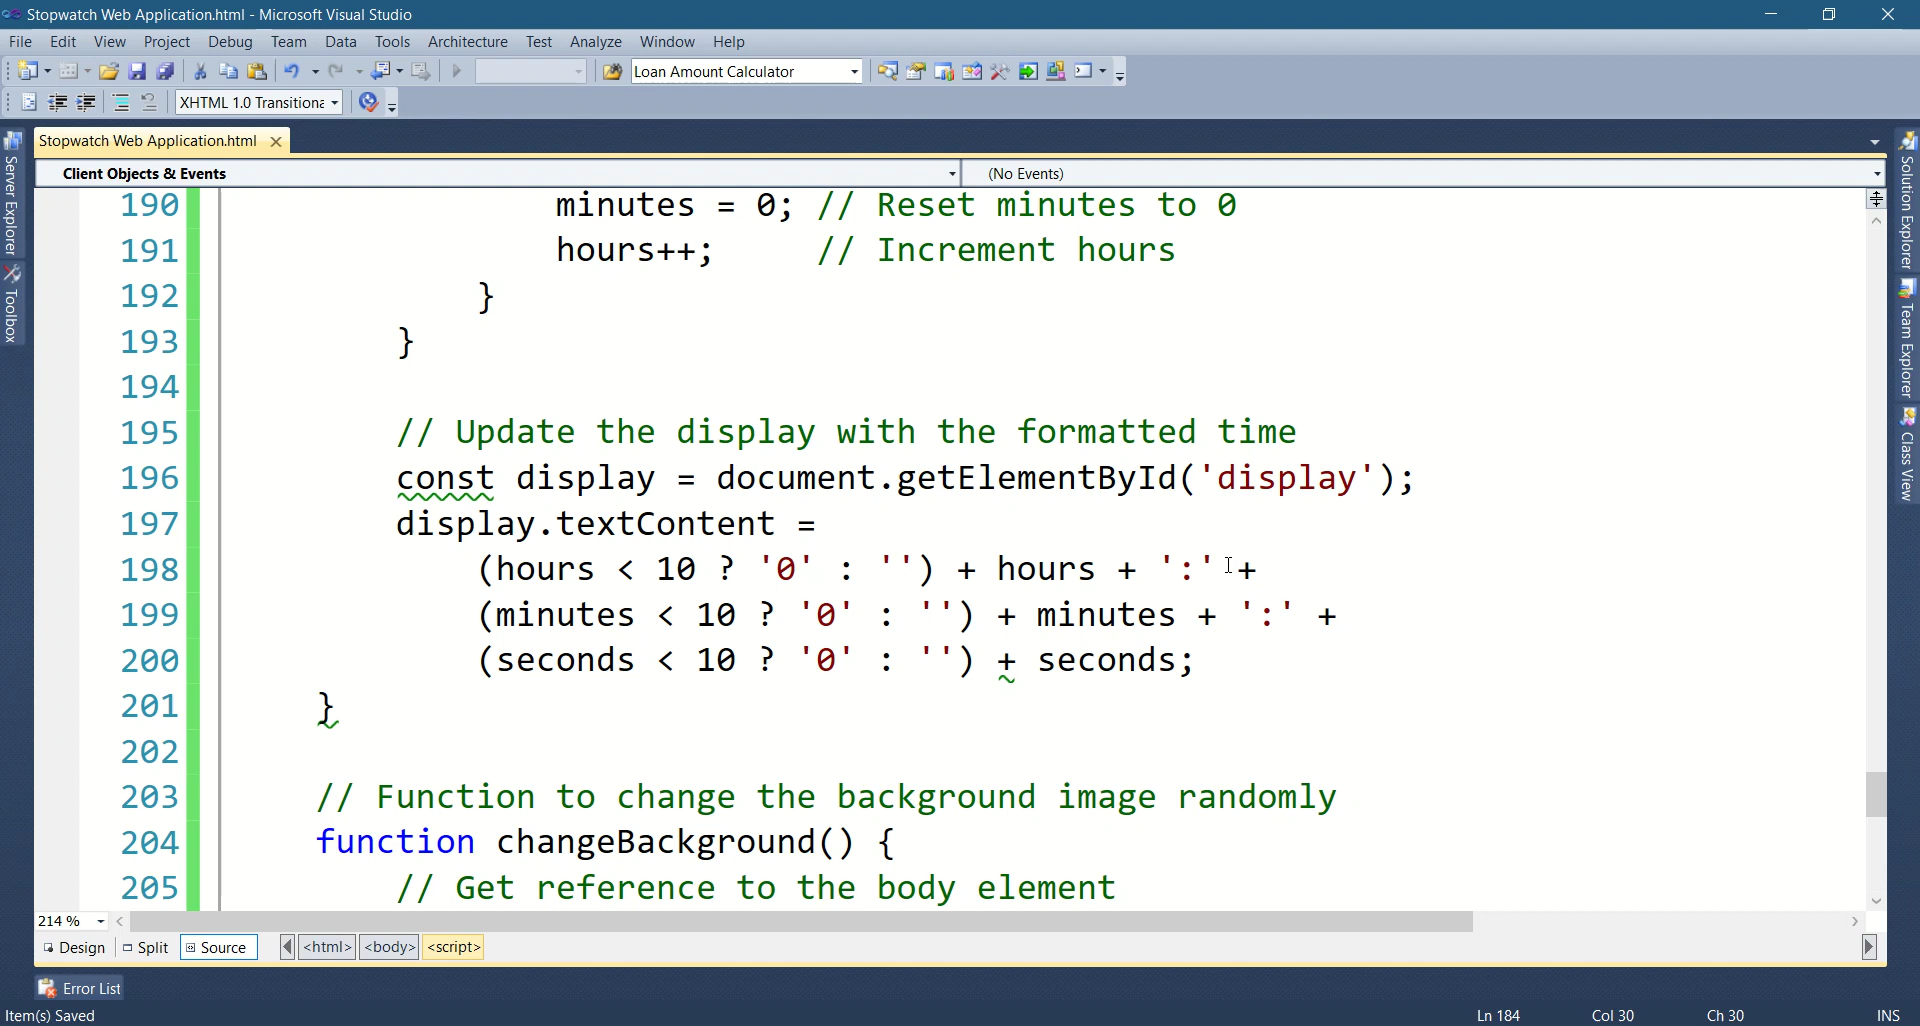 Stopwatch Web Application.html - Microsoft Visual Studio
File Edit View Project Debug Team Data Tools Architecture Test Analyze Window Help
Loan Amount Calculator
XHTML 1.0 Transitiona
Stopwatch Web Application.html
Client Objects & Events (No Events)
Server Explorer
Toolbox
190 minutes = 0; // Reset minutes to 0
191 hours++; // Increment hours
192 }
193 }
194
195 // Update the display with the formatted time
196 const display = document.getElementById('display');
197 display.textContent =
198 (hours < 10 ? '0' : '') + hours + ':' +
199 (minutes < 10 ? '0' : '') + minutes + ':' +
200 (seconds < 10 ? '0' : '') + seconds;
201 }
202
203 // Function to change the background image randomly
204 function changeBackground() {
205 // Get reference to the body element
Solution Explorer
Team Explorer
Class View
214 %
Design Split Source <html> <body> <script>
Error List
Item(s) Saved Ln 184 Col 30 Ch 30 INS